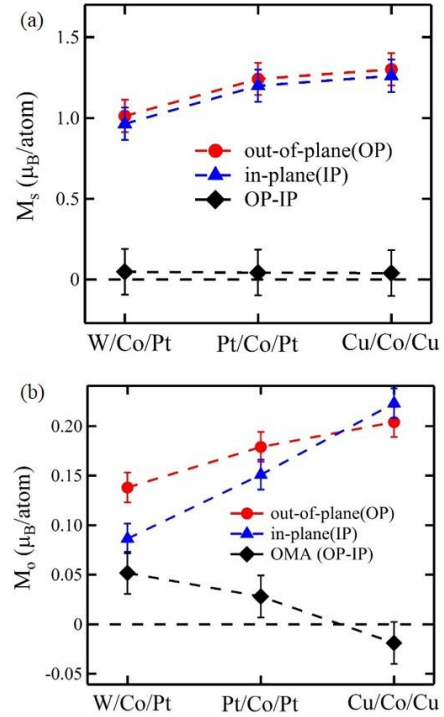 (a)
1.5
1.0
0.5
0
Mₛ (μ_B/atom)
out-of-plane(OP)
in-plane(IP)
OP-IP
W/Co/Pt
Pt/Co/Pt
Cu/Co/Cu
(b)
0.20
0.15
0.10
0.05
0
-0.05
Mₒ (μ_B/atom)
out-of-plane(OP)
in-plane(IP)
OMA (OP-IP)
W/Co/Pt
Pt/Co/Pt
Cu/Co/Cu